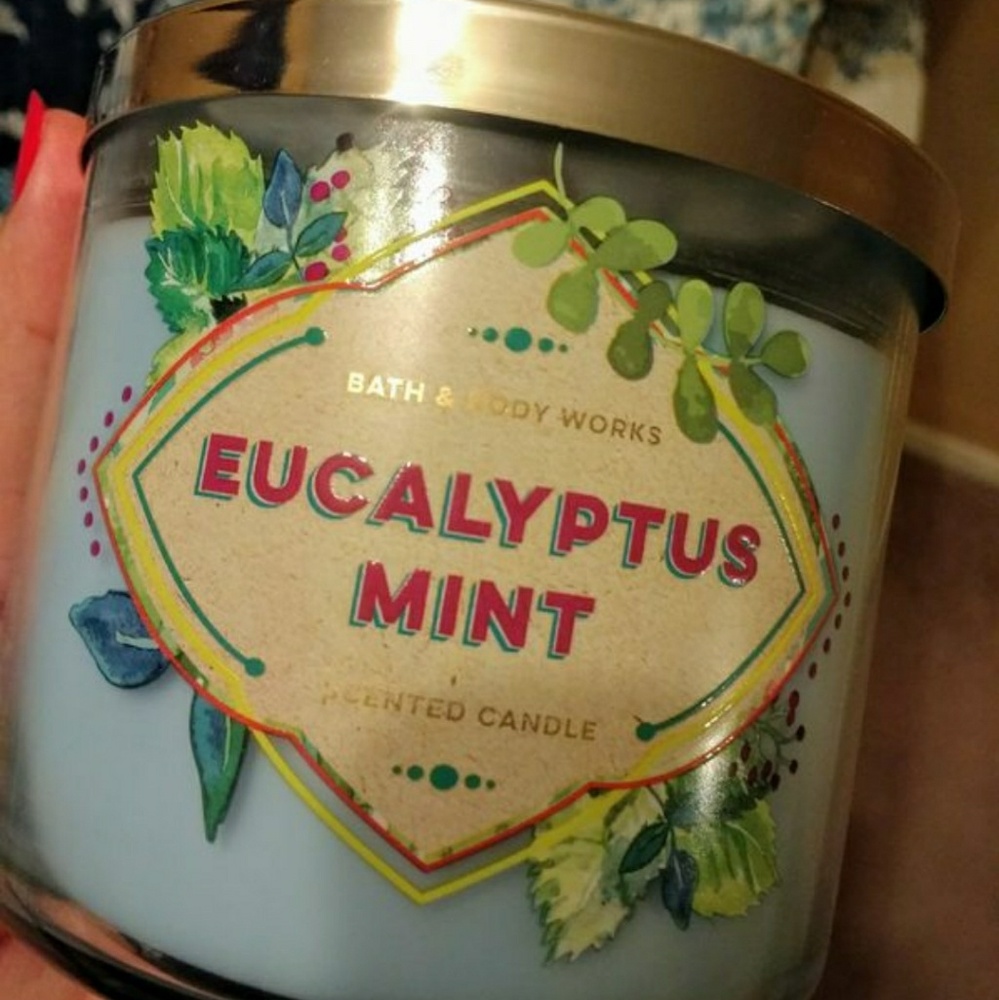 BATH & BODY WORKS
EUCALYPTUS
MINT
SCENTED CANDLE